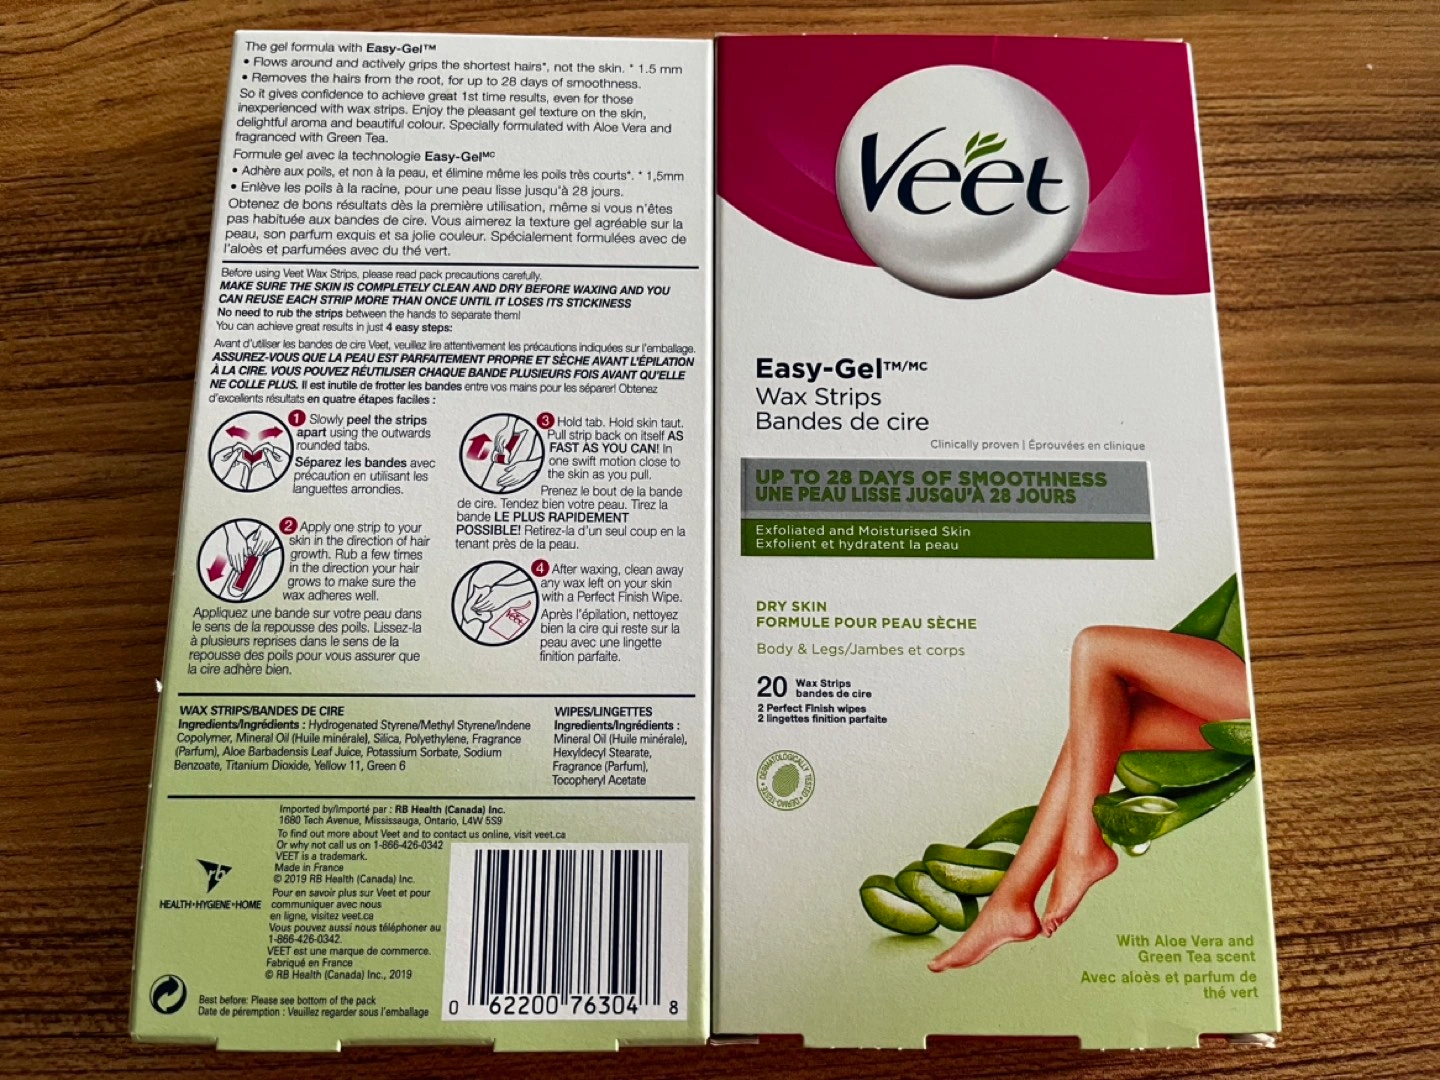 The gel formula with Easy-Gel™
• Flows around and actively grips the shortest hairs*, not the skin. * 1.5 mm
• Removes the hairs from the root, for up to 28 days of smoothness.
So it gives confidence to achieve great 1st time results, even for those
inexperienced with wax strips. Enjoy the pleasant gel texture on the skin,
delightful aroma and beautiful colour. Specially formulated with Aloe Vera and
fragranced with Green Tea.
Formule gel avec la technologie Easy-Gelᴹᶜ
• Adhère aux poils, et non à la peau, et élimine même les poils très courts*. * 1,5mm
• Enlève les poils à la racine, pour une peau lisse jusqu'à 28 jours.
Obtenez de bons résultats dès la première utilisation, même si vous n'êtes
pas habituée aux bandes de cire. Vous aimerez la texture gel agréable sur la
peau, son parfum exquis et sa jolie couleur. Spécialement formulées avec de
l'aloès et parfumées avec du thé vert.
Before using Veet Wax Strips, please read pack precautions carefully.
MAKE SURE THE SKIN IS COMPLETELY CLEAN AND DRY BEFORE WAXING AND YOU
CAN REUSE EACH STRIP MORE THAN ONCE UNTIL IT LOSES ITS STICKINESS
No need to rub the strips between the hands to separate them!
You can achieve great results in just 4 easy steps:
Avant d'utiliser les bandes de cire Veet, veuillez lire attentivement les précautions indiquées sur l'emballage.
ASSUREZ-VOUS QUE LA PEAU EST PARFAITEMENT PROPRE ET SÈCHE AVANT L'ÉPILATION
À LA CIRE. VOUS POUVEZ RÉUTILISER CHAQUE BANDE PLUSIEURS FOIS AVANT QU'ELLE
NE COLLE PLUS. Il est inutile de frotter les bandes entre vos mains pour les séparer! Obtenez
d'excellents résultats en quatre étapes faciles :
1 Slowly peel the strips
apart using the outwards
rounded tabs.
Séparez les bandes avec
précaution en utilisant les
languettes arrondies.
2 Apply one strip to your
skin in the direction of hair
growth. Rub a few times
in the direction your hair
grows to make sure the
wax adheres well.
Appliquez une bande sur votre peau dans
le sens de la repousse des poils. Lissez-la
à plusieurs reprises dans le sens de la
repousse des poils pour vous assurer que
la cire adhère bien.
3 Hold tab. Hold skin taut.
Pull strip back on itself AS
FAST AS YOU CAN! In
one swift motion close to
the skin as you pull.
Prenez le bout de la bande
de cire. Tendez bien votre peau. Tirez la
bande LE PLUS RAPIDEMENT
POSSIBLE! Retirez-la d'un seul coup en la
tenant près de la peau.
4 After waxing, clean away
any wax left on your skin
with a Perfect Finish Wipe.
Après l'épilation, nettoyez
bien la cire qui reste sur la
peau avec une lingette
finition parfaite.
Veet
WAX STRIPS/BANDES DE CIRE
Ingredients/Ingrédients : Hydrogenated Styrene/Methyl Styrene/Indene
Copolymer, Mineral Oil (Huile minérale), Silica, Polyethylene, Fragrance
(Parfum), Aloe Barbadensis Leaf Juice, Potassium Sorbate, Sodium
Benzoate, Titanium Dioxide, Yellow 11, Green 6
WIPES/LINGETTES
Ingredients/Ingrédients :
Mineral Oil (Huile minérale),
Hexyldecyl Stearate,
Fragrance (Parfum),
Tocopheryl Acetate
Imported by/Importé par : RB Health (Canada) Inc.
1680 Tech Avenue, Mississauga, Ontario, L4W 5S9
To find out more about Veet and to contact us online, visit veet.ca
Or why not call us on 1-866-426-0342
VEET is a trademark.
Made in France
© 2019 RB Health (Canada) Inc.
Pour en savoir plus sur Veet et pour
communiquer avec nous
en ligne, visitez veet.ca
Vous pouvez aussi nous téléphoner au
1-866-426-0342.
VEET est une marque de commerce.
Fabriqué en France
© RB Health (Canada) Inc., 2019
rb
HEALTH•HYGIENE•HOME
Best before: Please see bottom of the pack
Date de péremption : Veuillez regarder sous l'emballage
0 62200 76304 8
Veet
Easy-Gel™/MC
Wax Strips
Bandes de cire
Clinically proven | Éprouvées en clinique
UP TO 28 DAYS OF SMOOTHNESS
UNE PEAU LISSE JUSQU'À 28 JOURS
Exfoliated and Moisturised Skin
Exfolient et hydratent la peau
DRY SKIN
FORMULE POUR PEAU SÈCHE
Body & Legs/Jambes et corps
20 Wax Strips
bandes de cire
2 Perfect Finish wipes
2 lingettes finition parfaite
DERMATOLOGICALLY TESTED • DERMO-TESTÉ •
With Aloe Vera and
Green Tea scent
Avec aloès et parfum de
thé vert